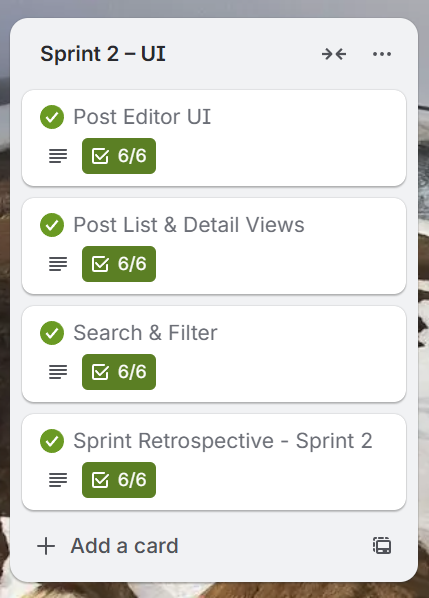 Sprint 2 – UI
Post Editor UI
6/6
Post List & Detail Views
6/6
Search & Filter
6/6
Sprint Retrospective - Sprint 2
6/6
Add a card